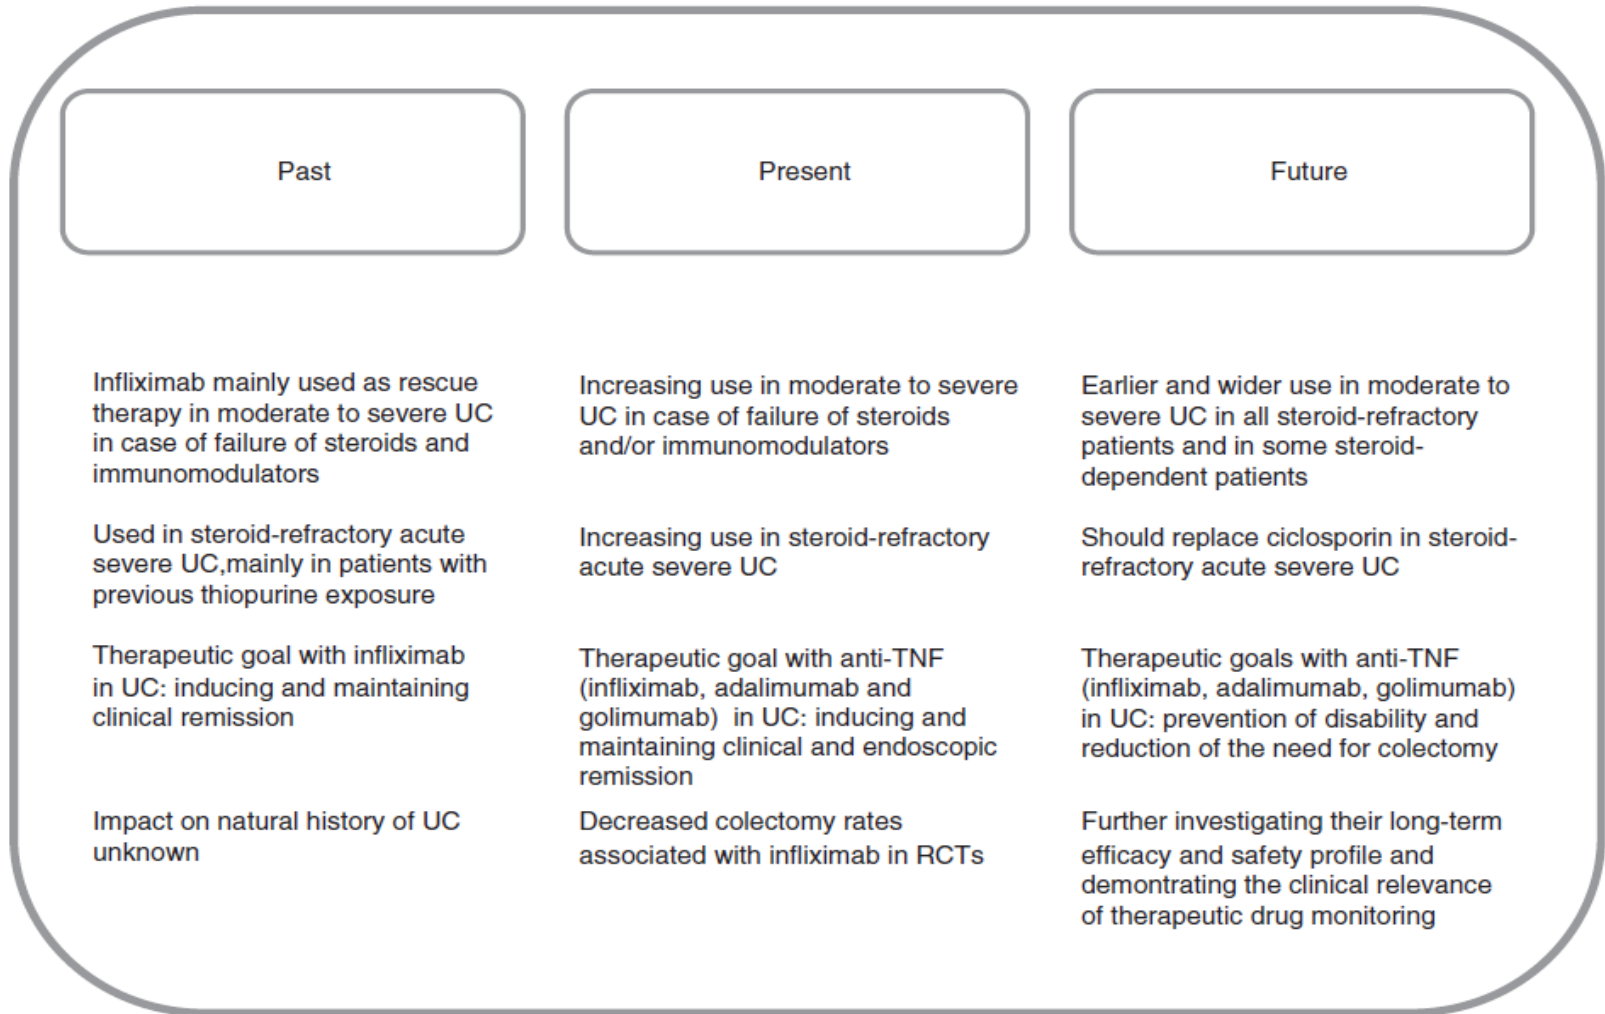 Past
Present
Future
Infliximab mainly used as rescue
therapy in moderate to severe UC
in case of failure of steroids and
immunomodulators
Increasing use in moderate to severe
UC in case of failure of steroids
and/or immunomodulators
Earlier and wider use in moderate to
severe UC in all steroid-refractory
patients and in some steroid-
dependent patients
Used in steroid-refractory acute
severe UC,mainly in patients with
previous thiopurine exposure
Increasing use in steroid-refractory
acute severe UC
Should replace ciclosporin in steroid-
refractory acute severe UC
Therapeutic goal with infliximab
in UC: inducing and maintaining
clinical remission
Therapeutic goal with anti-TNF
(infliximab, adalimumab and
golimumab)  in UC: inducing and
maintaining clinical and endoscopic
remission
Therapeutic goals with anti-TNF
(infliximab, adalimumab, golimumab)
in UC: prevention of disability and
reduction of the need for colectomy
Impact on natural history of UC
unknown
Decreased colectomy rates
associated with infliximab in RCTs
Further investigating their long-term
efficacy and safety profile and
demontrating the clinical relevance
of therapeutic drug monitoring